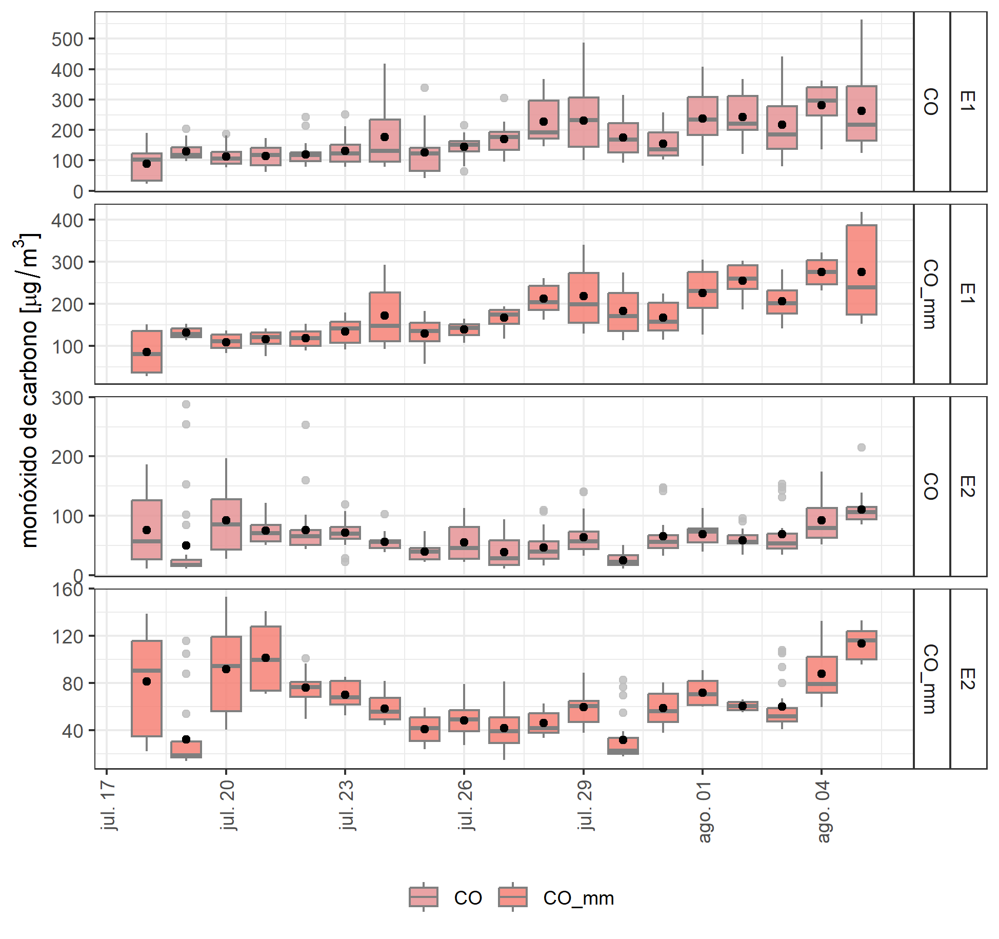 monóxido de carbono [µg / m³]
500
400
300
200
100
0
CO
E1
400
300
200
100
CO_mm
E1
300
200
100
0
CO
E2
160
120
80
40
CO_mm
E2
jul. 17
jul. 20
jul. 23
jul. 26
jul. 29
ago. 01
ago. 04
CO
CO_mm